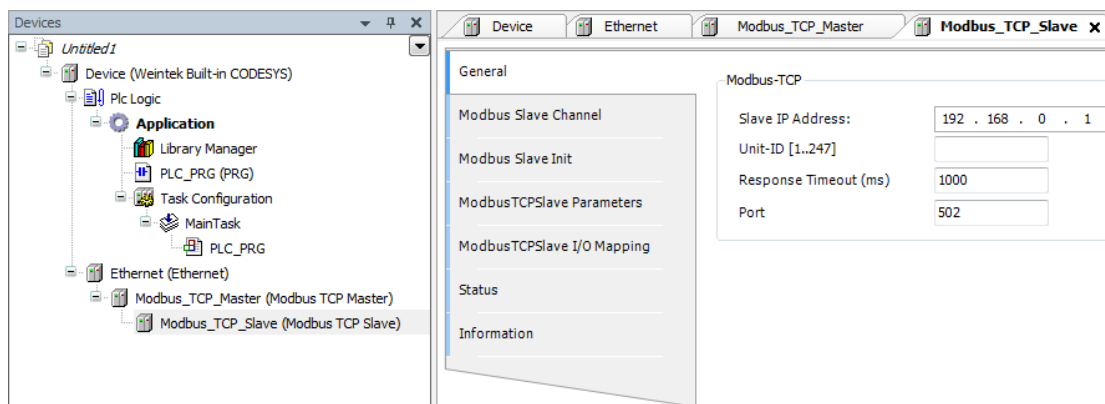 Devices
Untitled1
Device (Weintek Built-in CODESYS)
Plc Logic
Application
Library Manager
PLC_PRG (PRG)
Task Configuration
MainTask
PLC_PRG
Ethernet (Ethernet)
Modbus_TCP_Master (Modbus TCP Master)
Modbus_TCP_Slave (Modbus TCP Slave)
Device Ethernet Modbus_TCP_Master Modbus_TCP_Slave
General
Modbus Slave Channel
Modbus Slave Init
ModbusTCPSlave Parameters
ModbusTCPSlave I/O Mapping
Status
Information
Modbus-TCP
Slave IP Address: 192 . 168 . 0 . 1
Unit-ID [1..247]
Response Timeout (ms) 1000
Port 502